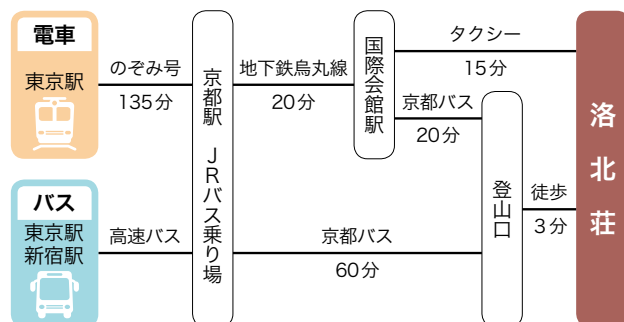 電車
東京駅
のぞみ号
135分
京都駅 JRバス乗り場
地下鉄烏丸線
20分
国際会館駅
タクシー
15分
京都バス
20分
登山口
徒歩
3分
洛北荘
バス
東京駅
新宿駅
高速バス
京都バス
60分